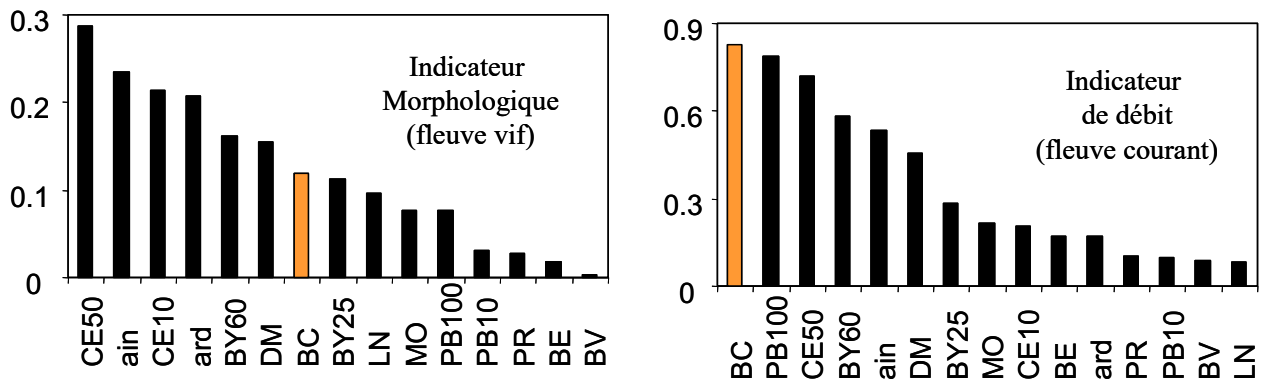 0.3
0.2
0.1
0
Indicateur
Morphologique
(fleuve vif)
CE50
ain
CE10
ard
BY60
DM
BC
BY25
LN
MO
PB100
PB10
PR
BE
BV
0.9
0.6
0.3
0
Indicateur
de débit
(fleuve courant)
BC
PB100
CE50
BY60
ain
DM
BY25
MO
CE10
BE
ard
PR
PB10
BV
LN